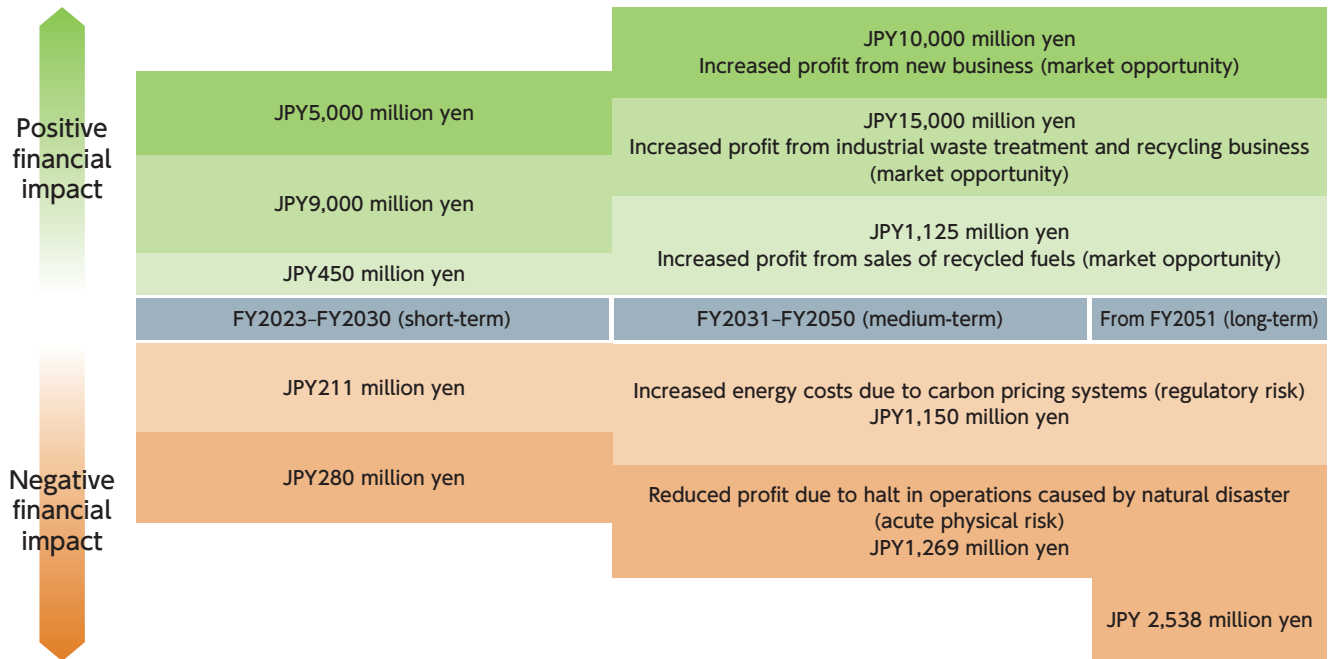 JPY10,000 million yen
Increased profit from new business (market opportunity)
JPY5,000 million yen
Positive
financial
impact
JPY15,000 million yen
Increased profit from industrial waste treatment and recycling business
(market opportunity)
JPY9,000 million yen
JPY1,125 million yen
Increased profit from sales of recycled fuels (market opportunity)
JPY450 million yen
FY2023–FY2030 (short-term)
FY2031–FY2050 (medium-term)
From FY2051 (long-term)
JPY211 million yen
Increased energy costs due to carbon pricing systems (regulatory risk)
JPY1,150 million yen
Negative
financial
impact
JPY280 million yen
Reduced profit due to halt in operations caused by natural disaster
(acute physical risk)
JPY1,269 million yen
JPY 2,538 million yen